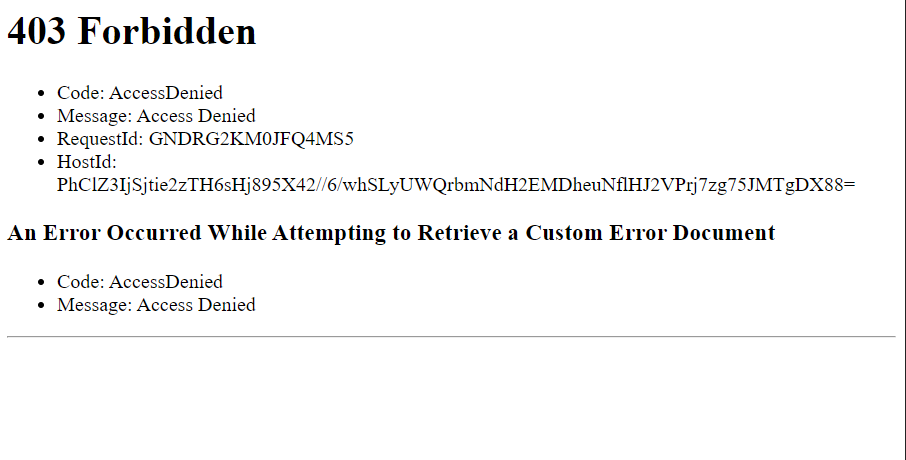 403 Forbidden
Code: AccessDenied
Message: Access Denied
RequestId: GNDRG2KM0JFQ4MS5
HostId:
PhClZ3IjSjtie2zTH6sHj895X42//6/whSLyUWQrbmNdH2EMDheuNflHJ2VPrj7zg75JMTgDX88=
An Error Occurred While Attempting to Retrieve a Custom Error Document
Code: AccessDenied
Message: Access Denied